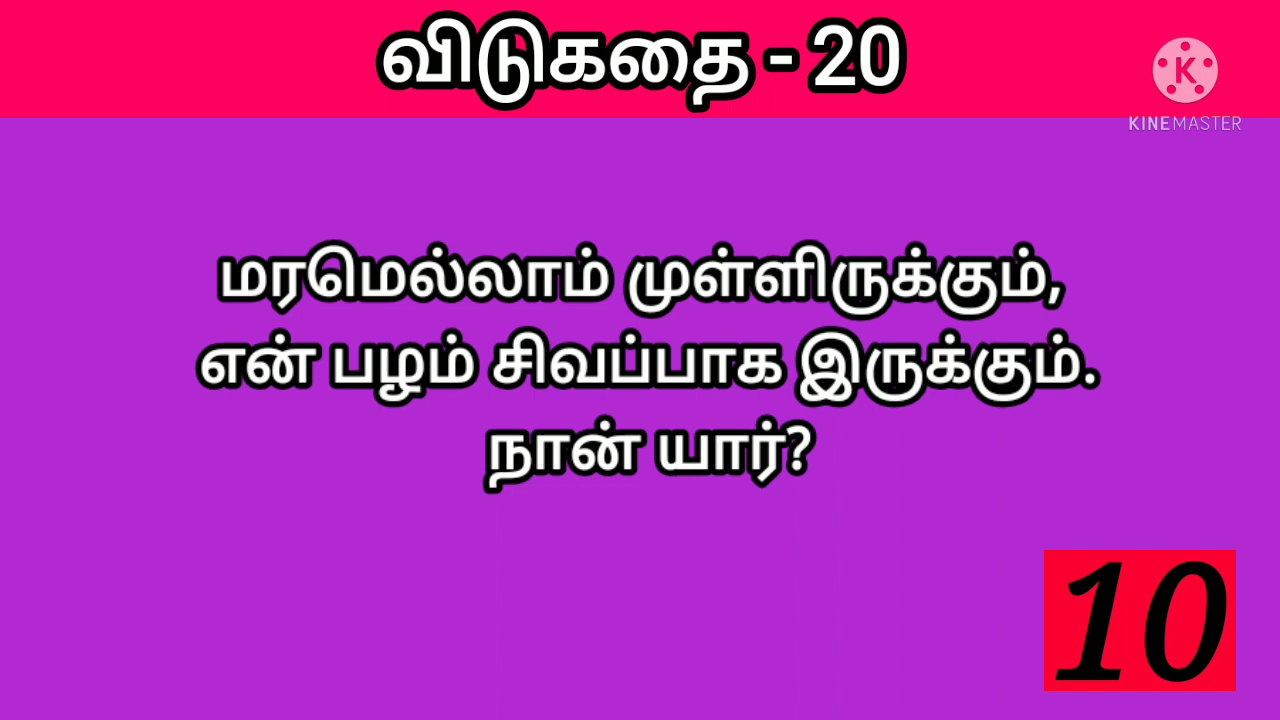 விடுகதை - 20
K
KINEMASTER
மரமெல்லாம் முள்ளிருக்கும்,
என் பழம் சிவப்பாக இருக்கும்.
நான் யார்?
10